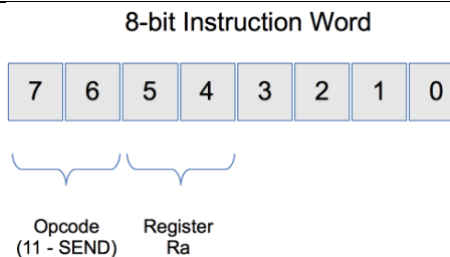 8-bit Instruction Word
7 6 5 4 3 2 1 0
Opcode Register
(11 - SEND) Ra